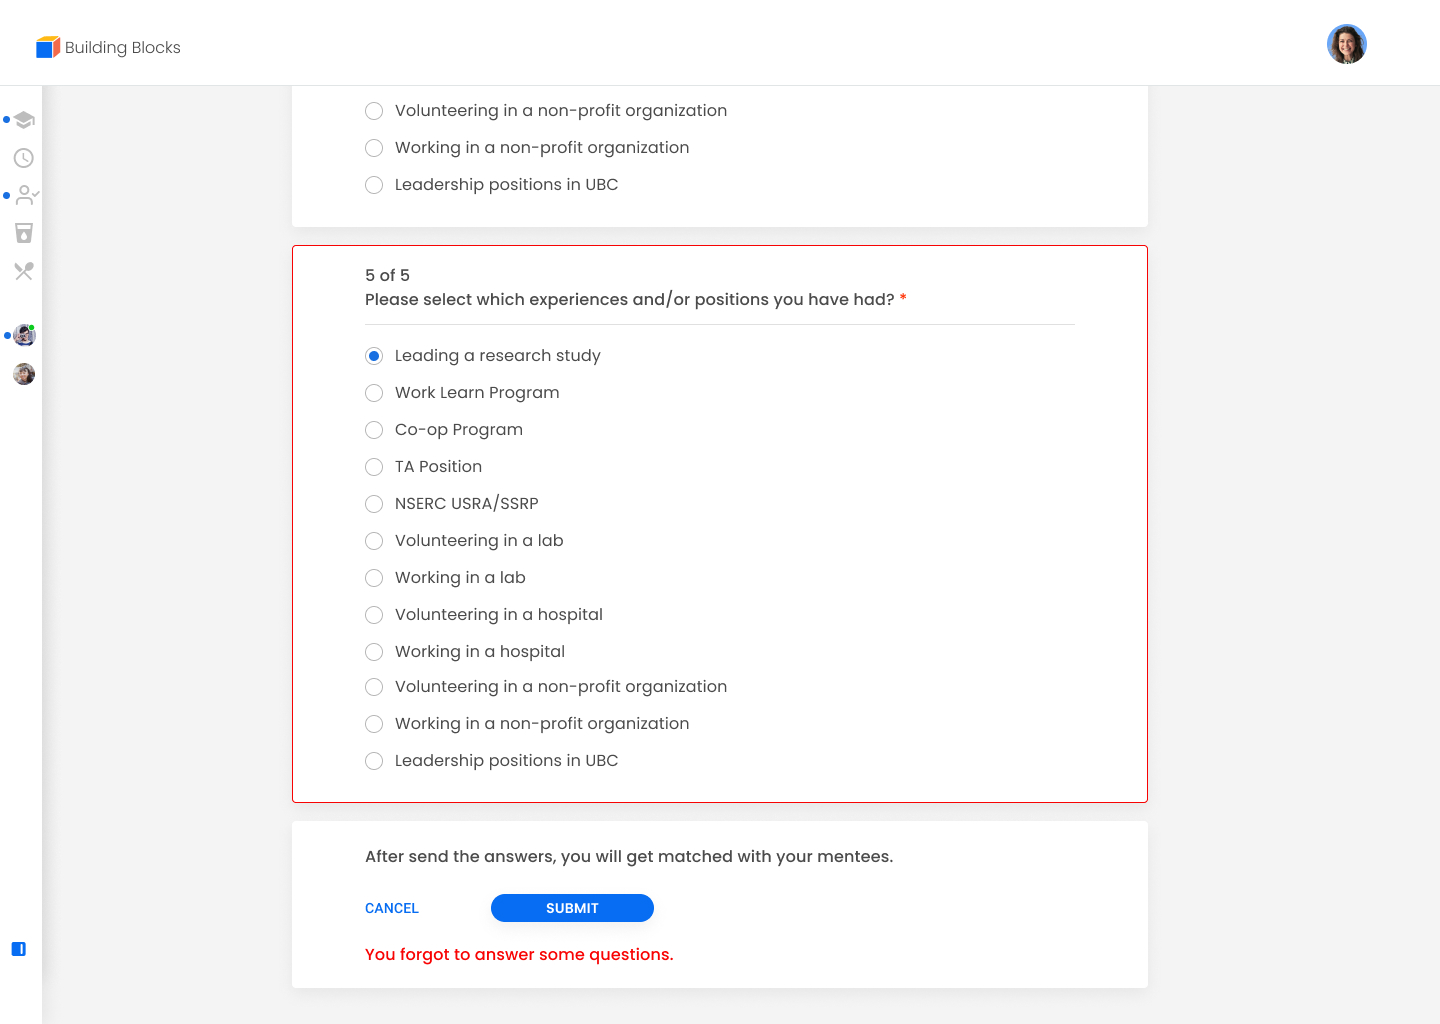 Building Blocks
Volunteering in a non-profit organization
Working in a non-profit organization
Leadership positions in UBC
5 of 5
Please select which experiences and/or positions you have had? *
Leading a research study
Work Learn Program
Co-op Program
TA Position
NSERC USRA/SSRP
Volunteering in a lab
Working in a lab
Volunteering in a hospital
Working in a hospital
Volunteering in a non-profit organization
Working in a non-profit organization
Leadership positions in UBC
After send the answers, you will get matched with your mentees.
CANCEL SUBMIT
You forgot to answer some questions.